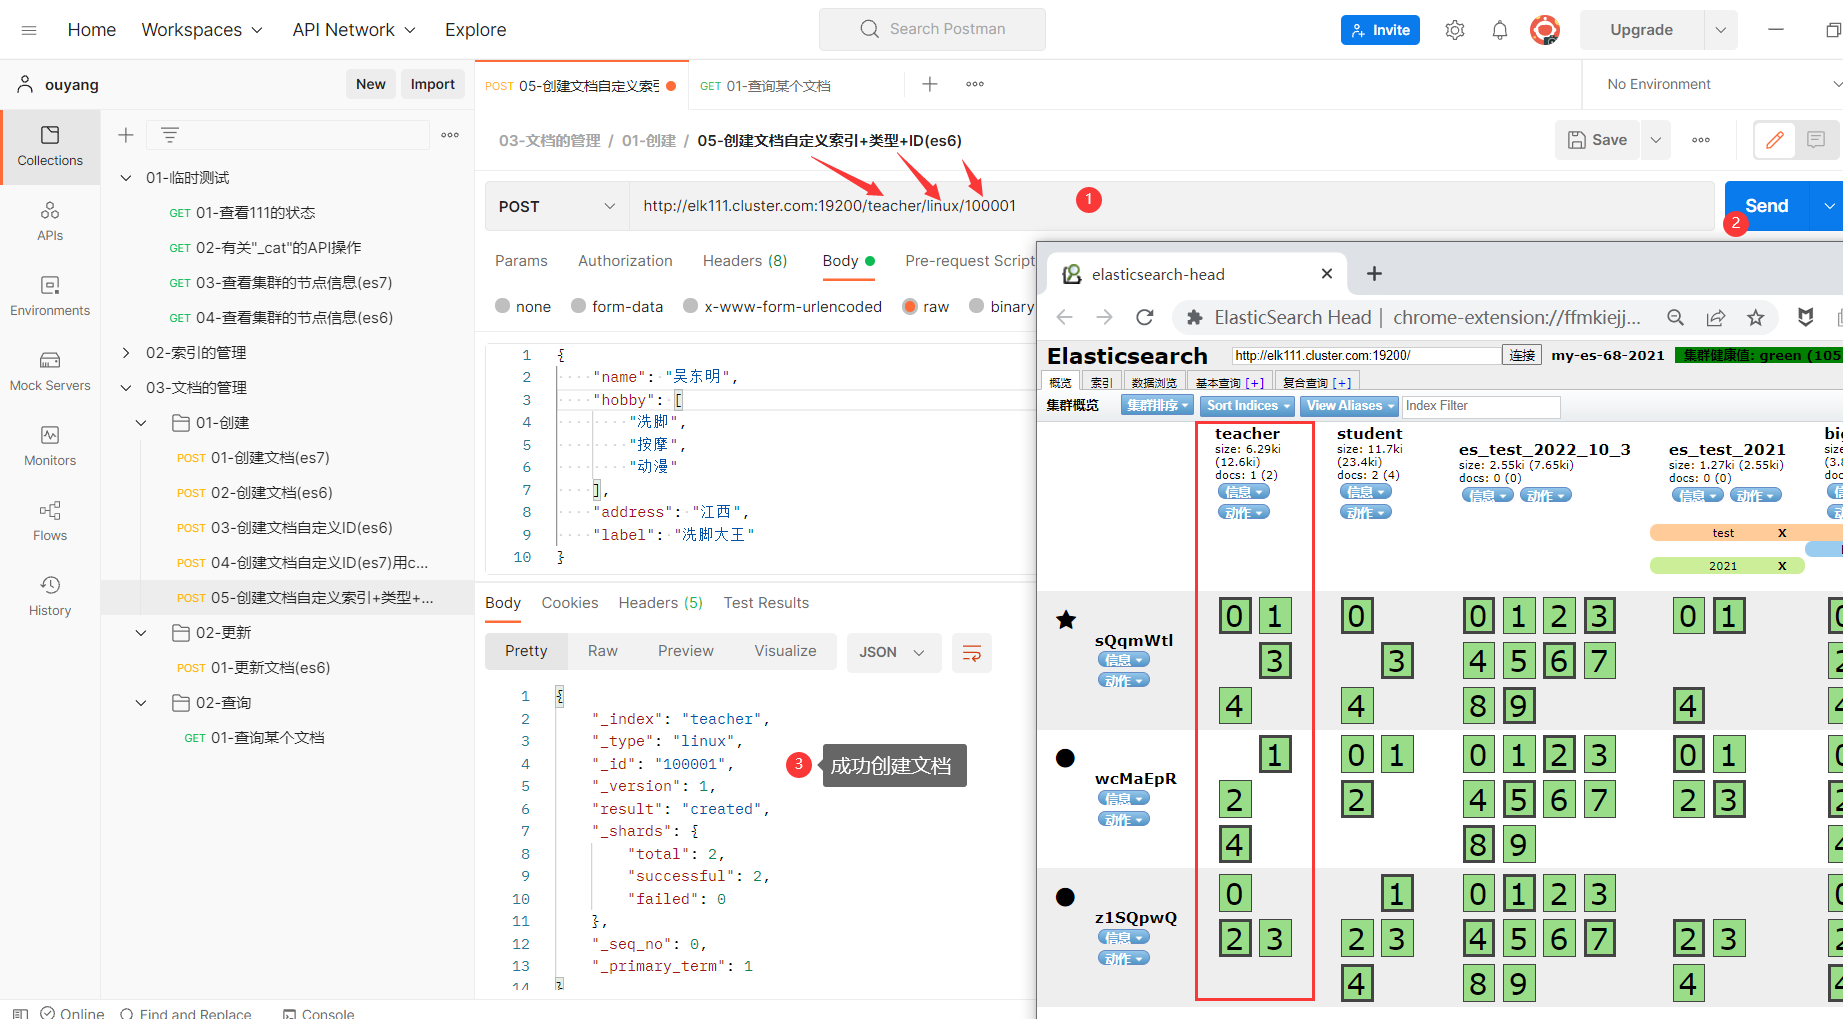 Home Workspaces API Network Explore Search Postman Invite Upgrade
ouyang New Import
POST 05-创建文档自定义索引 GET 01-查询某个文档 No Environment
03-文档的管理 / 01-创建 / 05-创建文档自定义索引+类型+ID(es6) Save
POST http://elk111.cluster.com:19200/teacher/linux/100001 1 Send
2
Params Authorization Headers (8) Body Pre-request Script
none form-data x-www-form-urlencoded raw binary
Collections
APIs
Environments
Mock Servers
Monitors
Flows
History
01-临时测试
GET 01-查看111的状态
GET 02-有关"_cat"的API操作
GET 03-查看集群的节点信息(es7)
GET 04-查看集群的节点信息(es6)
02-索引的管理
03-文档的管理
01-创建
POST 01-创建文档(es7)
POST 02-创建文档(es6)
POST 03-创建文档自定义ID(es6)
POST 04-创建文档自定义ID(es7)用c...
POST 05-创建文档自定义索引+类型+...
02-更新
POST 01-更新文档(es6)
02-查询
GET 01-查询某个文档
1 {
2 "name": "吴东明",
3 "hobby": [
4 "洗脚",
5 "按摩",
6 "动漫"
7 ],
8 "address": "江西",
9 "label": "洗脚大王"
10 }
Body Cookies Headers (5) Test Results
Pretty Raw Preview Visualize JSON
1 {
2 "_index": "teacher",
3 "_type": "linux",
4 "_id": "100001",
5 "_version": 1,
6 "result": "created",
7 "_shards": {
8 "total": 2,
9 "successful": 2,
10 "failed": 0
11 },
12 "_seq_no": 0,
13 "_primary_term": 1
14 }
3 成功创建文档
Online Find and Replace Console
elasticsearch-head
ElasticSearch Head | chrome-extension://ffmkiejj...
Elasticsearch http://elk111.cluster.com:19200/ 连接 my-es-68-2021 集群健康值: green (105
概览 索引 数据浏览 基本查询 [+] 复合查询 [+]
集群概览 集群排序 Sort Indices View Aliases Index Filter
teacher
size: 6.29ki
(12.6ki)
docs: 1 (2)
信息
动作
student
size: 11.7ki
(23.4ki)
docs: 2 (4)
信息
动作
es_test_2022_10_3
size: 2.55ki (7.65ki)
docs: 0 (0)
信息 动作
es_test_2021
size: 1.27ki (2.55ki)
docs: 0 (0)
信息 动作
test X
2021 X
bi
(3.8
doc
sQqmWtl
信息
动作
0 1 0 0 1 2 3 0 1
3 3 4 5 6 7
4 4 8 9 4
wcMaEpR
信息
动作
1 0 1 0 1 2 3 0 1
2 2 4 5 6 7 2 3
4 8 9
z1SQpwQ
信息
动作
0 1 0 1 2 3
2 3 2 3 4 5 6 7 2 3
4 8 9 4